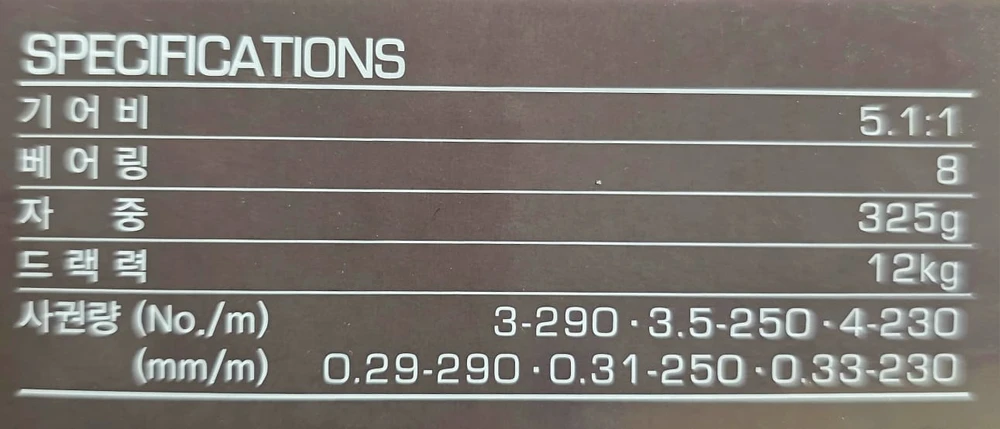 SPECIFICATIONS
기어비 5.1:1
베어링 8
자중 325g
드랙력 12kg
사권량 (No./m) 3-290·3.5-250·4-230
(mm/m) 0.29-290·0.31-250·0.33-230